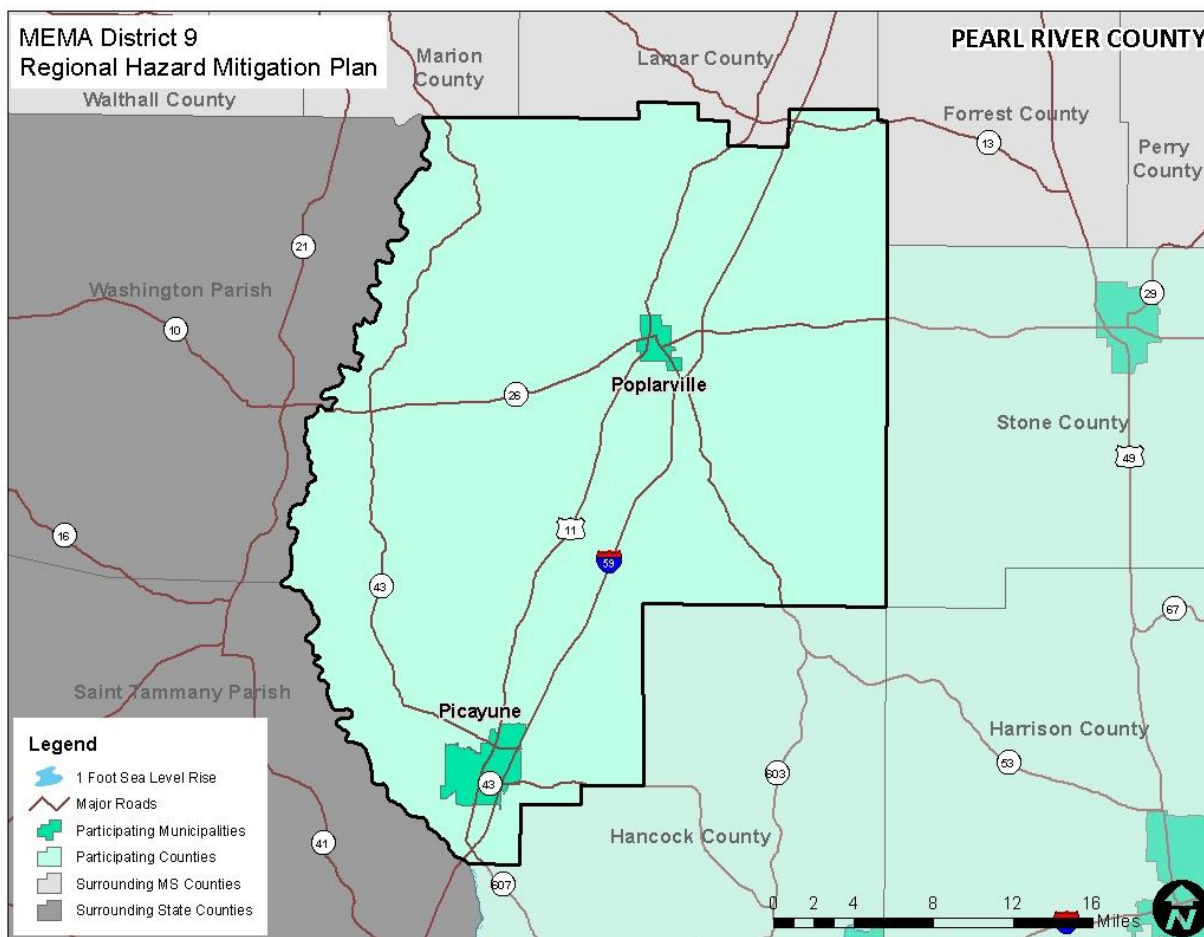 MEMA District 9
Regional Hazard Mitigation Plan
PEARL RIVER COUNTY
Marion
County
Lamar County
Walthall County
Forrest County
13
Perry
County
21
Washington Parish
29
10
Poplarville
26
Stone County
49
16
11
59
43
67
Saint Tammany Parish
Picayune
Harrison County
53
603
43
Hancock County
41
607
Legend
1 Foot Sea Level Rise
Major Roads
Participating Municipalities
Participating Counties
Surrounding MS Counties
Surrounding State Counties
0 2 4 8 12 16
Miles
N